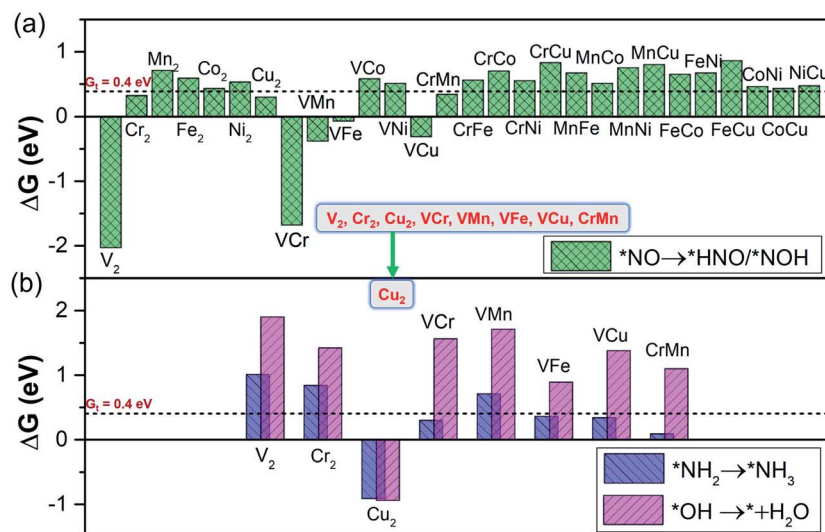 (a)
ΔG (eV)
1
0
-1
-2
Gₜ = 0.4 eV
V₂
Cr₂
Mn₂
Fe₂
Co₂
Ni₂
Cu₂
VCr
VMn
VFe
VCo
VNi
VCu
CrMn
CrFe
CrCo
CrNi
CrCu
MnFe
MnCo
MnNi
MnCu
FeCo
FeNi
FeCu
CoNi
CoCu
NiCu
V₂, Cr₂, Cu₂, VCr, VMn, VFe, VCu, CrMn
*NO→*HNO/*NOH
(b)
Cu₂
ΔG (eV)
2
1
0
-1
Gₜ = 0.4 eV
V₂
Cr₂
Cu₂
VCr
VMn
VFe
VCu
CrMn
*NH₂→*NH₃
*OH →*+H₂O